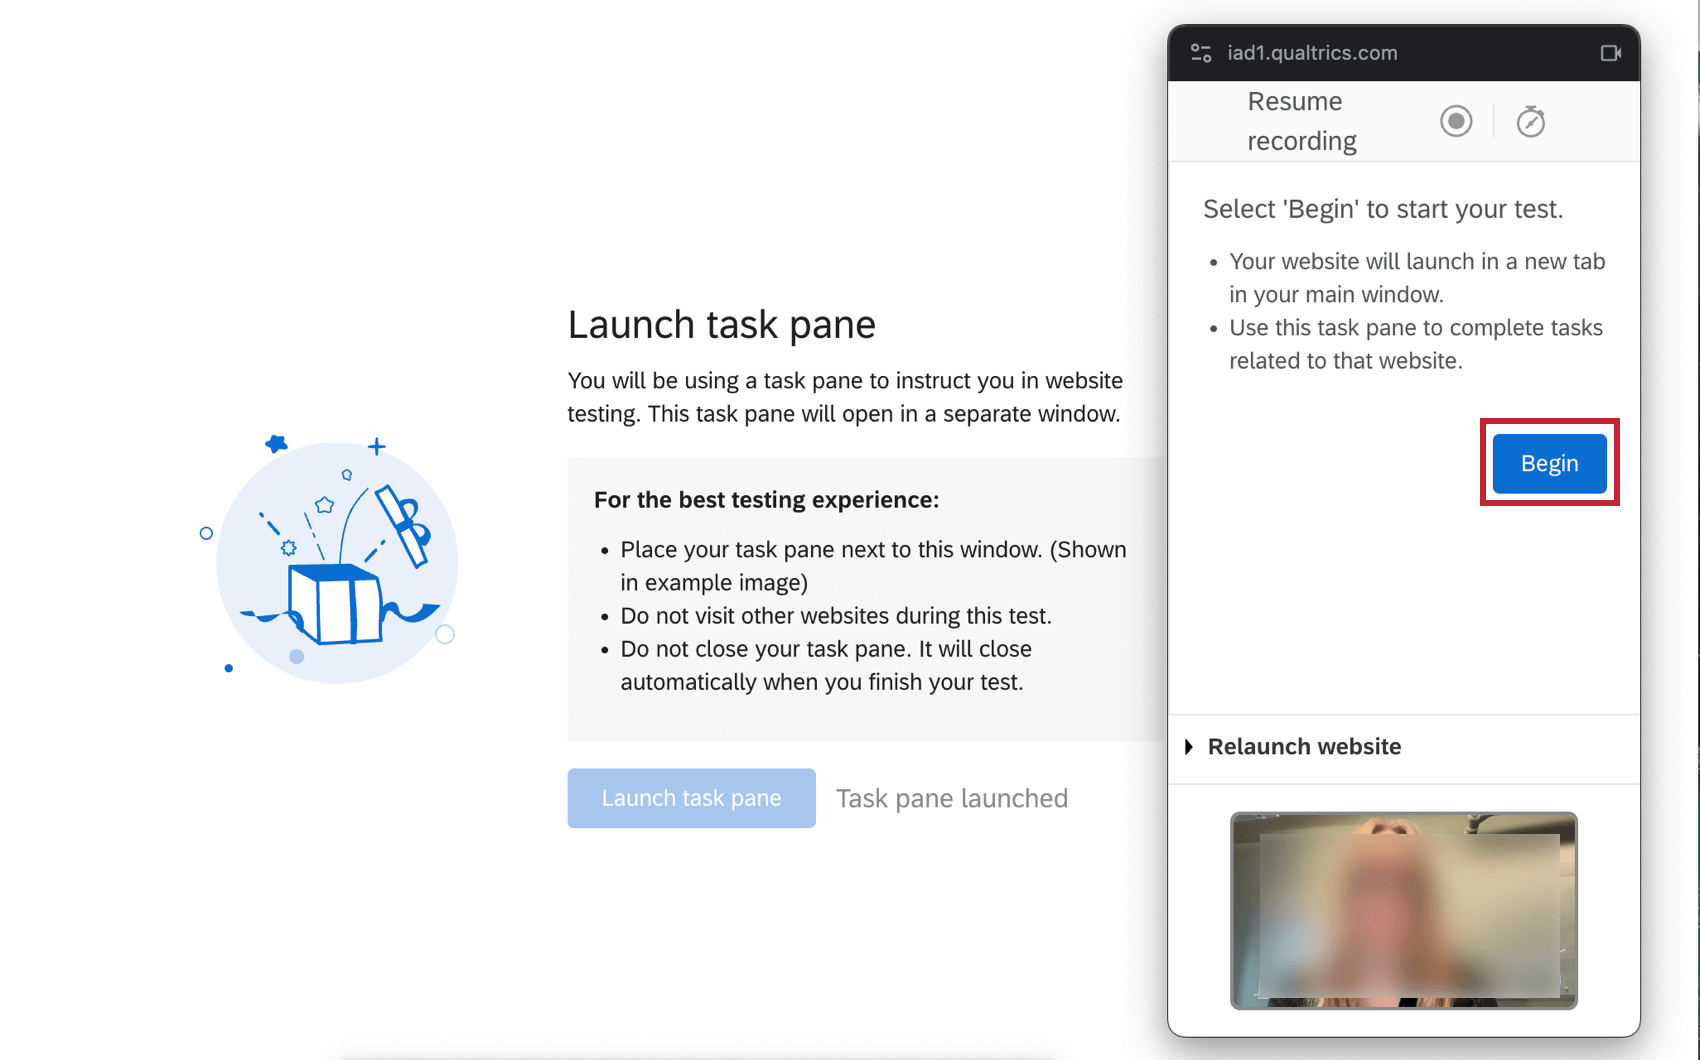 iad1.qualtrics.com
Resume
recording
Select 'Begin' to start your test.
• Your website will launch in a new tab
in your main window.
• Use this task pane to complete tasks
related to that website.
Begin
Relaunch website
Launch task pane
You will be using a task pane to instruct you in website
testing. This task pane will open in a separate window.
For the best testing experience:
• Place your task pane next to this window. (Shown
in example image)
• Do not visit other websites during this test.
• Do not close your task pane. It will close
automatically when you finish your test.
Launch task pane
Task pane launched